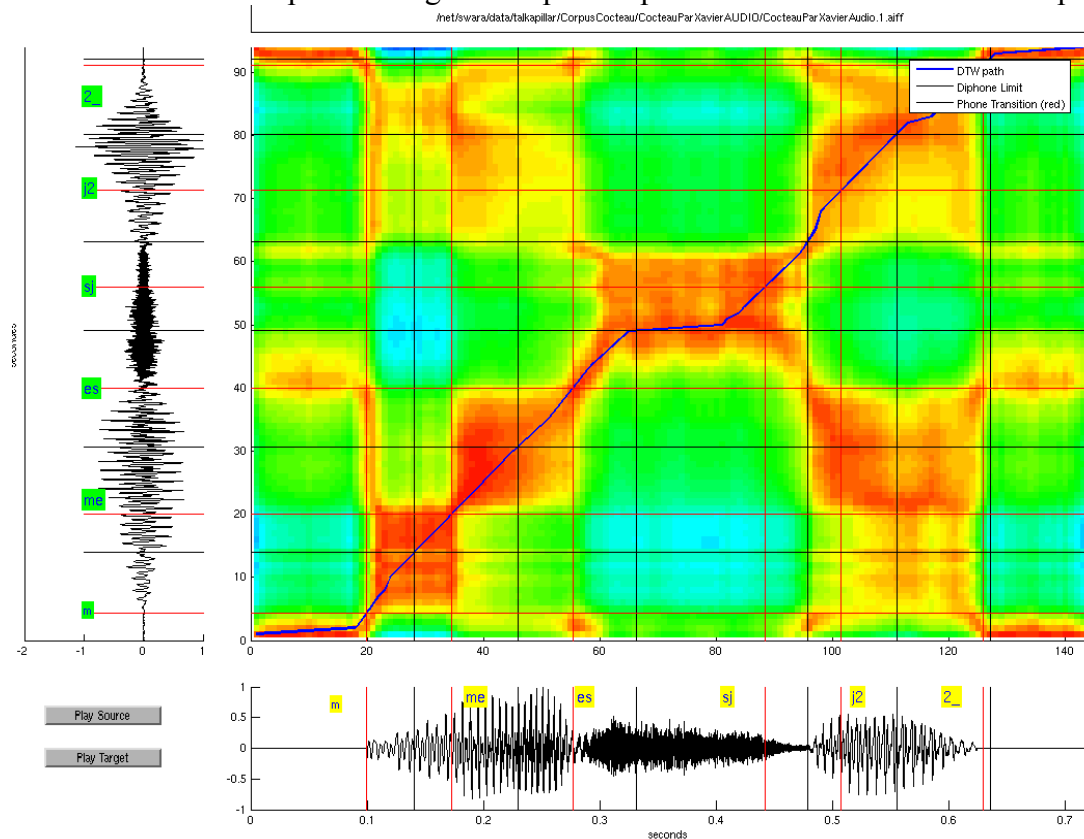 /net/swara/data/talkapillar/CorpusCocteau/CocteauParXavierAUDIO/CocteauParXavierAudio.1.aiff
DTW path
Diphone Limit
Phone Transition (red)
2_
j2
sj
es
me
m
-2 -1 0 1
90
80
70
60
50
40
30
20
10
0
0 20 40 60 80 100 120 140
Play Source
Play Target
m me es sj j2 2_
1
0.5
0
-0.5
-1
0 0.1 0.2 0.3 0.4 0.5 0.6 0.7
seconds